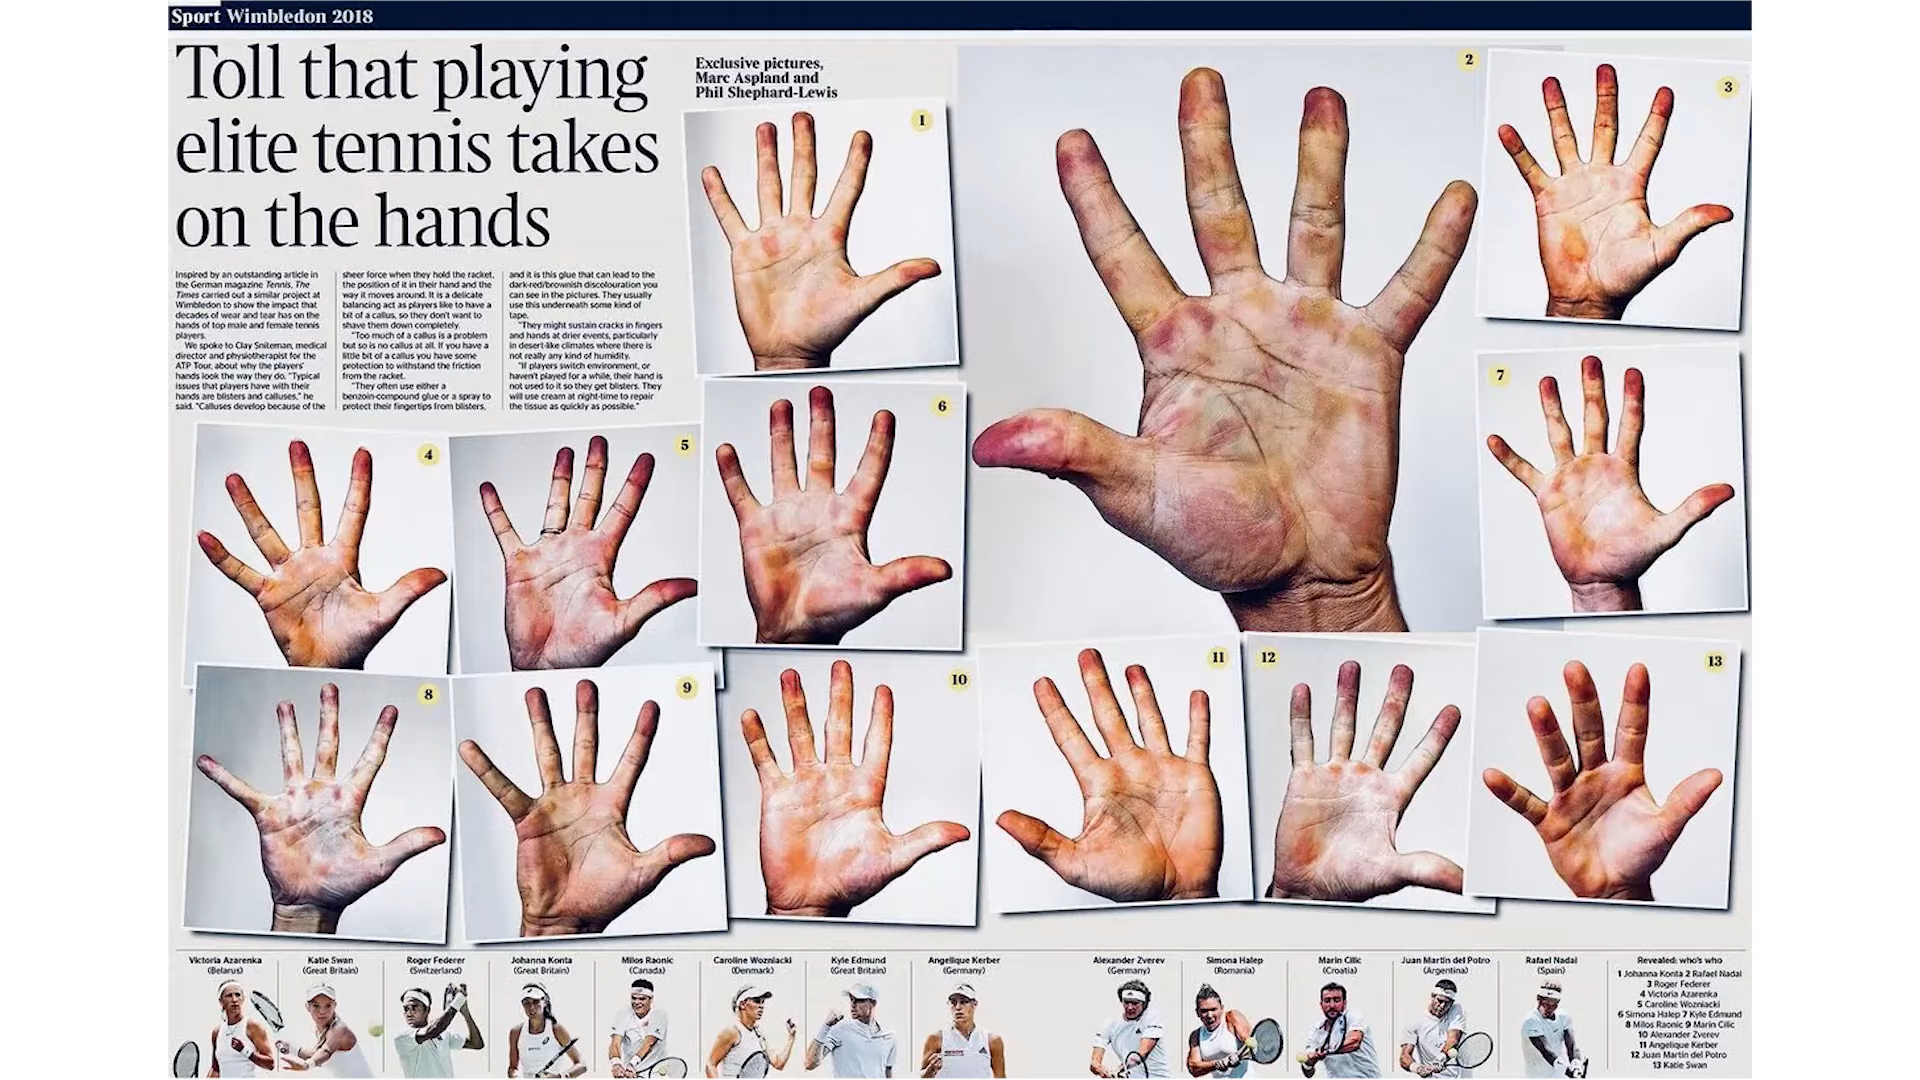 Sport Wimbledon 2018
Toll that playing
elite tennis takes
on the hands
Exclusive pictures,
Marc Aspland and
Phil Shephard-Lewis
Inspired by an outstanding article in
the German magazine Tennis, The
Times carried out a similar project at
Wimbledon to show the impact that
decades of wear and tear has on the
hands of top male and female tennis
players.
We spoke to Clay Sniteman, medical
director and physiotherapist for the
ATP Tour, about why the players'
hands look the way they do. "Typical
issues that players have with their
hands are blisters and calluses," he
said. "Calluses develop because of the
sheer force when they hold the racket,
the position of it in their hand and the
way it moves around. It is a delicate
balancing act as players like to have a
bit of a callus, so they don't want to
shave them down completely.
"Too much of a callus is a problem
but so is no callus at all. If you have a
little bit of a callus you have some
protection to withstand the friction
from the racket.
"They often use either a
benzoin-compound glue or a spray to
protect their fingertips from blisters,
and it is this glue that can lead to the
dark-red/brownish discolouration you
can see in the pictures. They usually
use this underneath some kind of
tape.
"They might sustain cracks in fingers
and hands at drier events, particularly
in desert-like climates where there is
not really any kind of humidity.
"If players switch environment, or
haven't played for a while, their hand is
not used to it so they get blisters. They
will use cream at night-time to repair
the tissue as quickly as possible."
1
2
3
4
5
6
7
8
9
10
11
12
13
Victoria Azarenka
(Belarus)
Katie Swan
(Great Britain)
Roger Federer
(Switzerland)
Johanna Konta
(Great Britain)
Milos Raonic
(Canada)
Caroline Wozniacki
(Denmark)
Kyle Edmund
(Great Britain)
Angelique Kerber
(Germany)
Alexander Zverev
(Germany)
Simona Halep
(Romania)
Marin Cilic
(Croatia)
Juan Martín del Potro
(Argentina)
Rafael Nadal
(Spain)
Revealed: who's who
1 Johanna Konta 2 Rafael Nadal
3 Roger Federer
4 Victoria Azarenka
5 Caroline Wozniacki
6 Simona Halep 7 Kyle Edmund
8 Milos Raonic 9 Marin Cilic
10 Alexander Zverev
11 Angelique Kerber
12 Juan Martín del Potro
13 Katie Swan